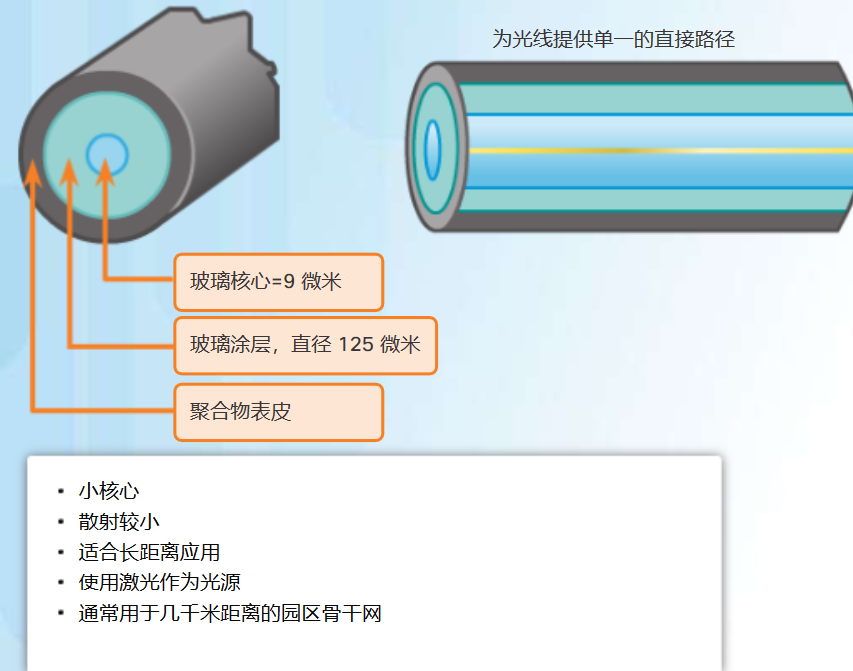 为光线提供单一的直接路径
玻璃核心=9 微米
玻璃涂层，直径 125 微米
聚合物表皮
• 小核心
• 散射较小
• 适合长距离应用
• 使用激光作为光源
• 通常用于几千米距离的园区骨干网